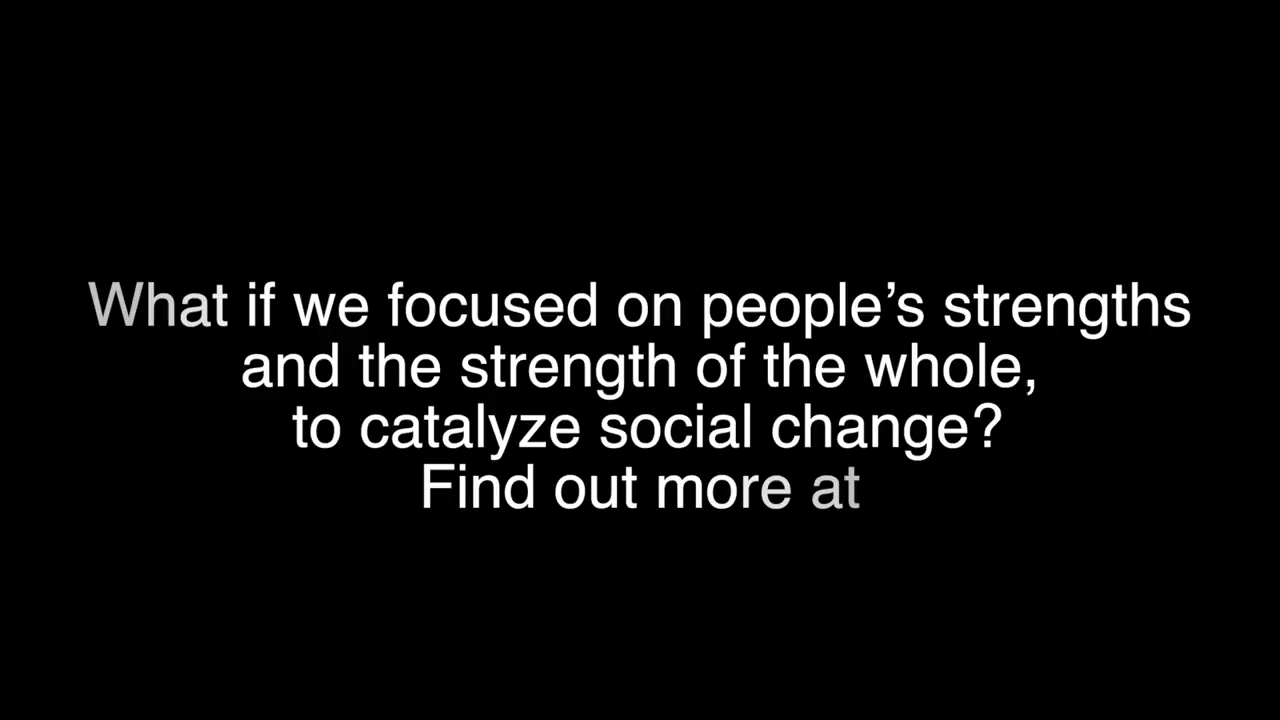 What if we focused on people’s strengths
and the strength of the whole,
to catalyze social change?
Find out more at